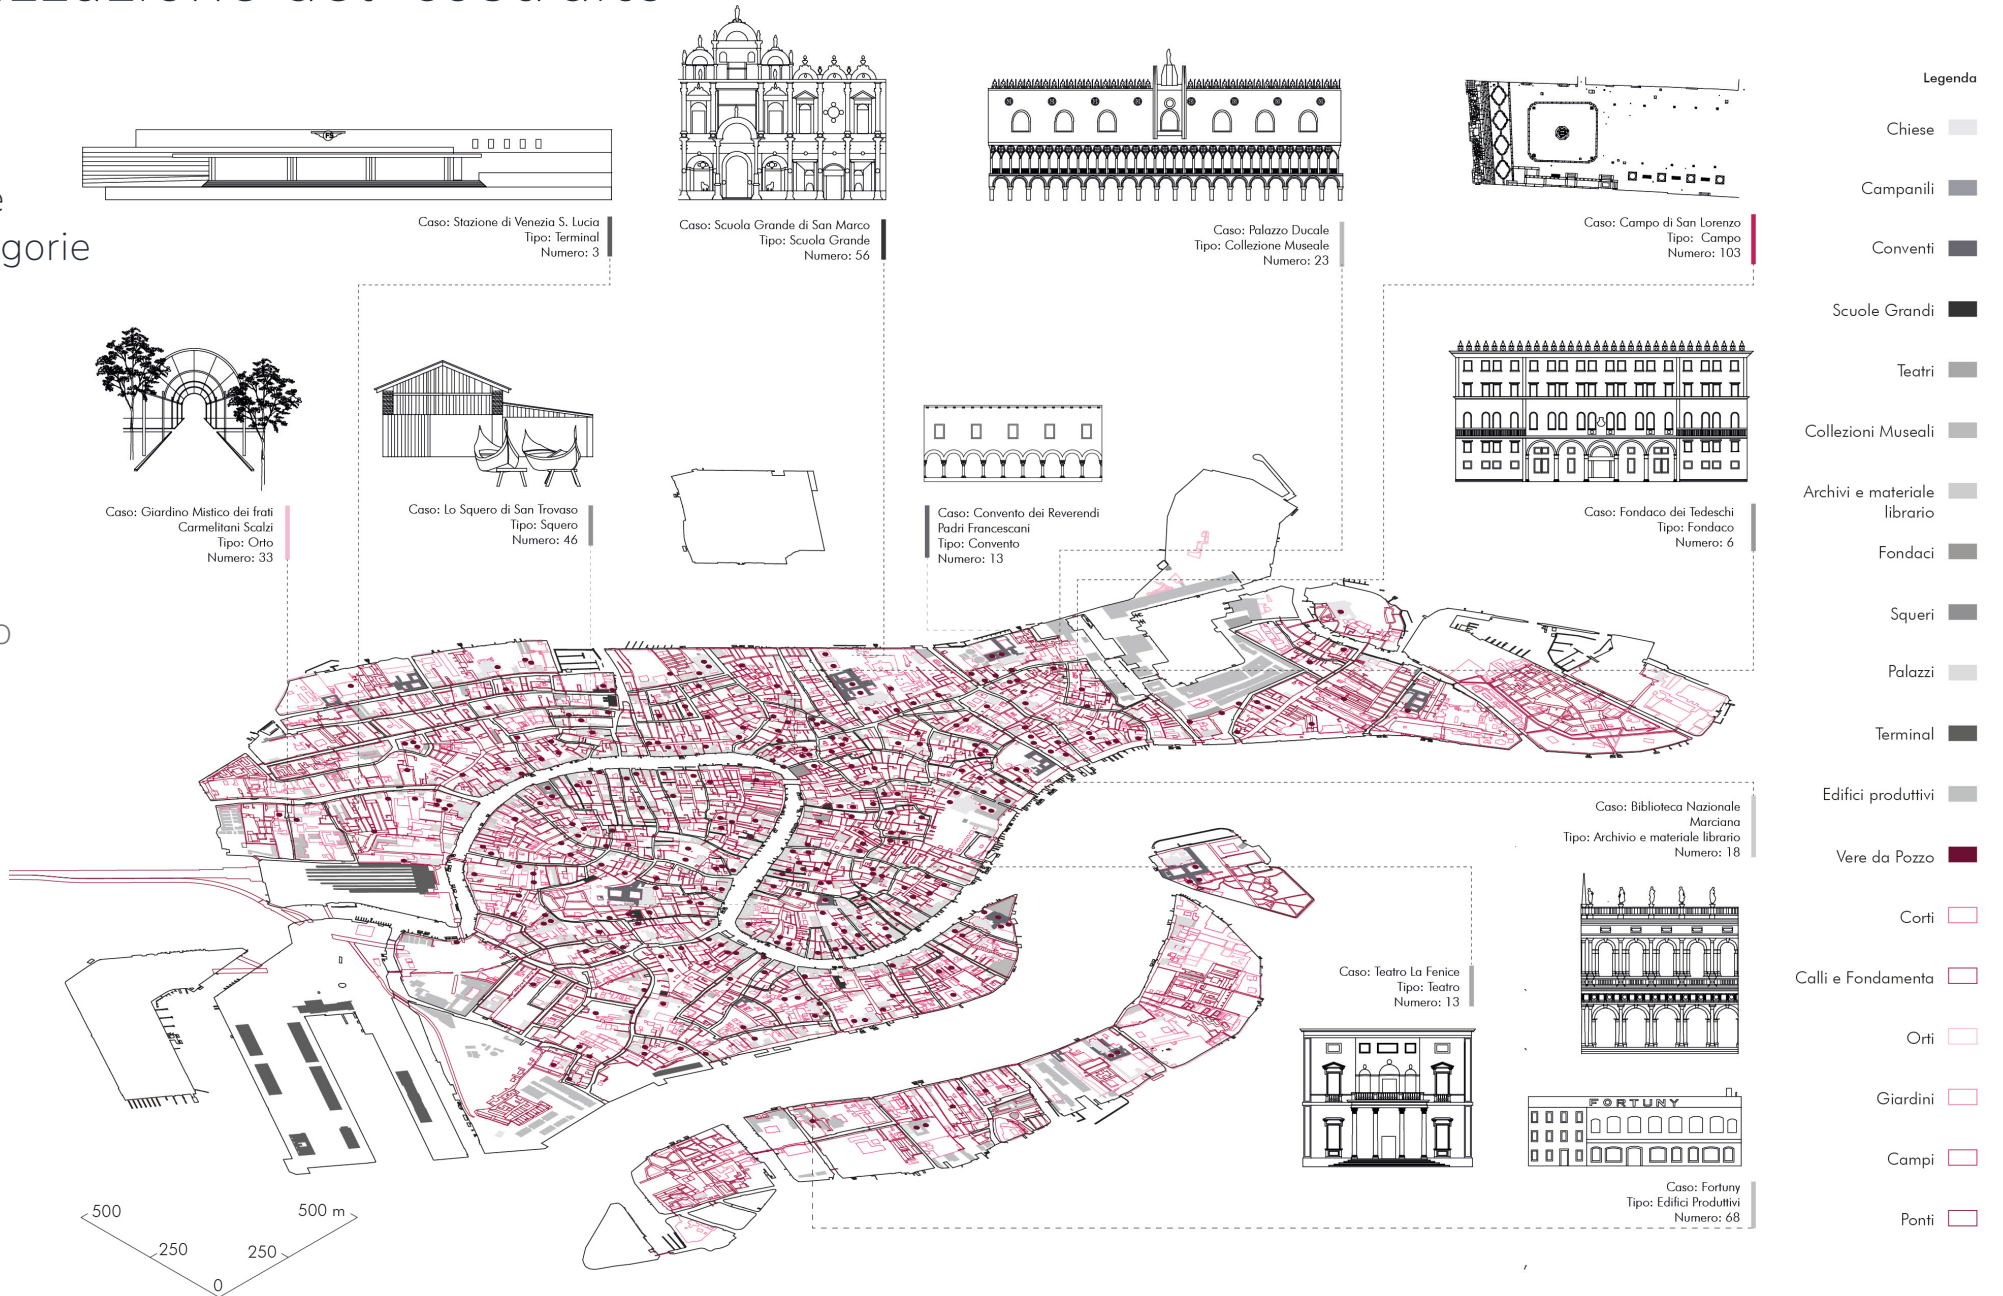 FS
Caso: Stazione di Venezia S. Lucia
Tipo: Terminal
Numero: 3
Caso: Scuola Grande di San Marco
Tipo: Scuola Grande
Numero: 56
Caso: Palazzo Ducale
Tipo: Collezione Museale
Numero: 23
Caso: Campo di San Lorenzo
Tipo: Campo
Numero: 103
gorie
Caso: Giardino Mistico dei frati
Carmelitani Scalzi
Tipo: Orto
Numero: 33
Caso: Lo Squero di San Trovaso
Tipo: Squero
Numero: 46
Caso: Convento dei Reverendi
Padri Francescani
Tipo: Convento
Numero: 13
Caso: Fondaco dei Tedeschi
Tipo: Fondaco
Numero: 6
Caso: Biblioteca Nazionale
Marciana
Tipo: Archivio e materiale librario
Numero: 18
Caso: Teatro La Fenice
Tipo: Teatro
Numero: 13
FORTUNY
Caso: Fortuny
Tipo: Edifici Produttivi
Numero: 68
500
500 m
250
250
0
Legenda
Chiese
Campanili
Conventi
Scuole Grandi
Teatri
Collezioni Museali
Archivi e materiale
librario
Fondaci
Squeri
Palazzi
Terminal
Edifici produttivi
Vere da Pozzo
Corti
Calli e Fondamenta
Orti
Giardini
Campi
Ponti